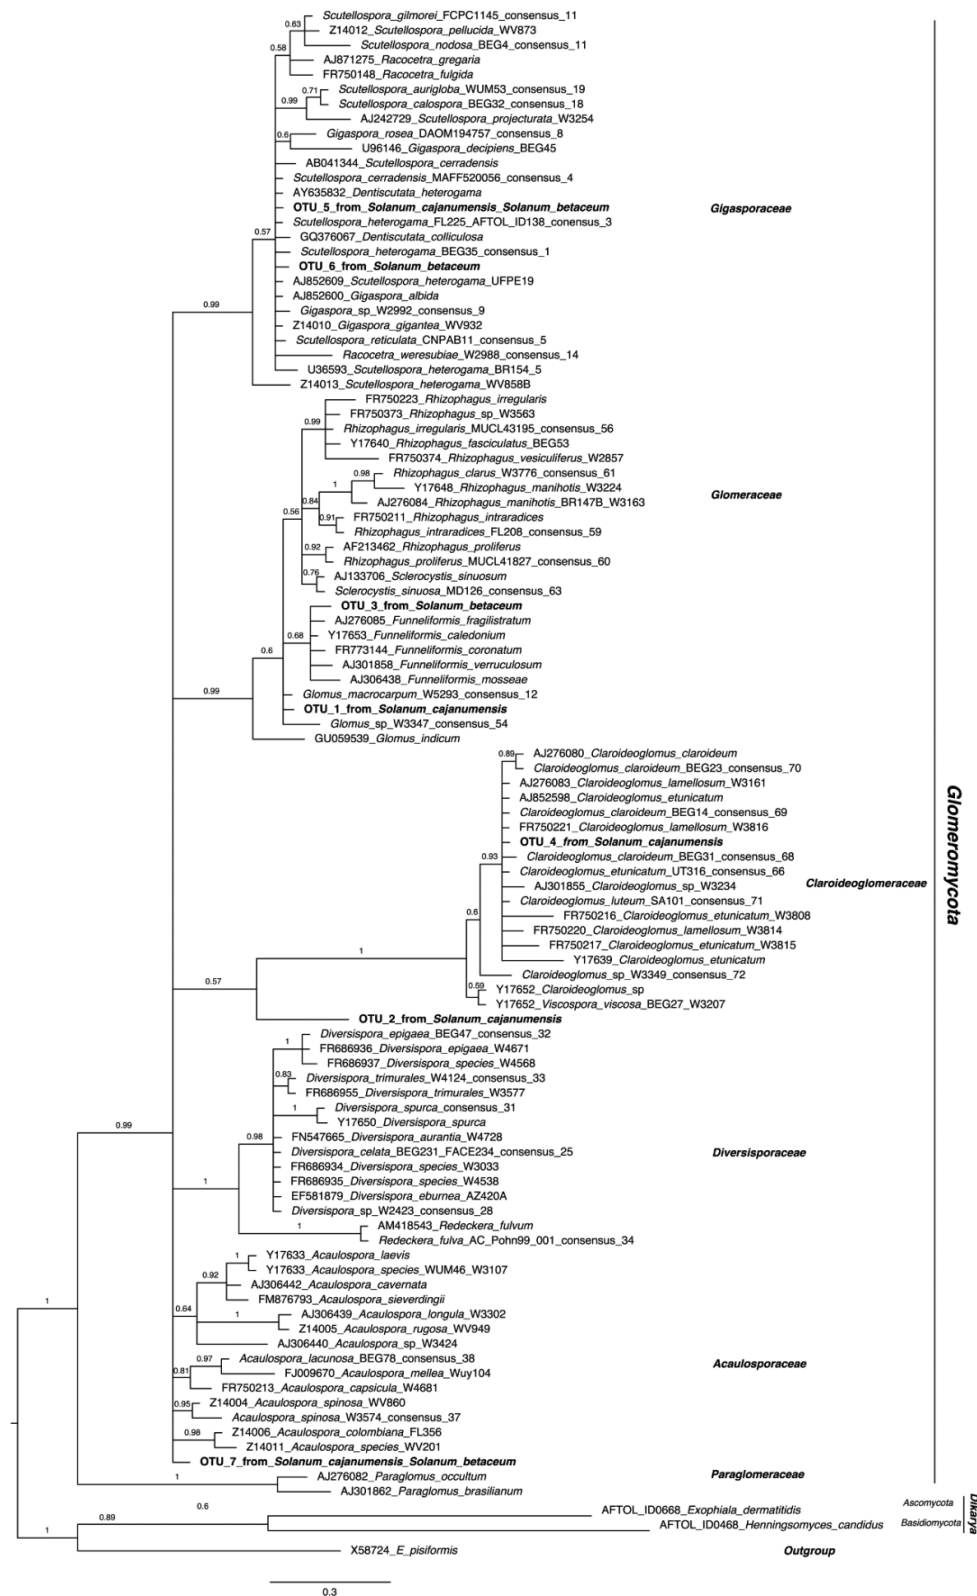 Scutellospora_gilmorei_FCPC1145_consensus_11
0.63
Z14012_Scutellospora_pellucida_WV873
0.58
Scutellospora_nodosa_BEG4_consensus_11
AJ871275_Racocetra_gregaria
FR750148_Racocetra_fulgida
0.71
Scutellospora_aurigloba_WUM53_consensus_19
0.99
Scutellospora_calospora_BEG32_consensus_18
AJ242729_Scutellospora_projecturata_W3254
0.6
Gigaspora_rosea_DAOM194757_consensus_8
U96146_Gigaspora_decipiens_BEG45
AB041344_Scutellospora_cerradensis
Scutellospora_cerradensis_MAFF520056_consensus_4
AY635832_Dentiscutata_heterogama
OTU_5_from_Solanum_cajanumensis_Solanum_betaceum
Gigasporaceae
Scutellospora_heterogama_FL225_AFTOL_ID138_conensus_3
0.57
GQ376067_Dentiscutata_colliculosa
Scutellospora_heterogama_BEG35_consensus_1
OTU_6_from_Solanum_betaceum
AJ852609_Scutellospora_heterogama_UFPE19
AJ852600_Gigaspora_albida
0.99
Gigaspora_sp_W2992_consensus_9
Z14010_Gigaspora_gigantea_WV932
Scutellospora_reticulata_CNPAB11_consensus_5
Racocetra_weresubiae_W2988_consensus_14
U36593_Scutellospora_heterogama_BR154_5
Z14013_Scutellospora_heterogama_WV858B
FR750223_Rhizophagus_irregularis
FR750373_Rhizophagus_sp_W3563
0.99
Rhizophagus_irregularis_MUCL43195_consensus_56
Y17640_Rhizophagus_fasciculatus_BEG53
FR750374_Rhizophagus_vesiculiferus_W2857
0.98
Rhizophagus_clarus_W3776_consensus_61
1
Y17648_Rhizophagus_manihotis_W3224
Glomeraceae
0.84
AJ276084_Rhizophagus_manihotis_BR147B_W3163
0.56
0.91
FR750211_Rhizophagus_intraradices
Rhizophagus_intraradices_FL208_consensus_59
0.92
AF213462_Rhizophagus_proliferus
Rhizophagus_proliferus_MUCL41827_consensus_60
0.76
AJ133706_Sclerocystis_sinuosum
Sclerocystis_sinuosa_MD126_consensus_63
OTU_3_from_Solanum_betaceum
AJ276085_Funneliformis_fragilistratum
0.68
Y17653_Funneliformis_caledonium
0.6
FR773144_Funneliformis_coronatum
AJ301858_Funneliformis_verruculosum
AJ306438_Funneliformis_mosseae
0.99
Glomus_macrocarpum_W5293_consensus_12
OTU_1_from_Solanum_cajanumensis
Glomus_sp_W3347_consensus_54
GU059539_Glomus_indicum
0.89
AJ276080_Claroideoglomus_claroideum
Claroideoglomus_claroideum_BEG23_consensus_70
AJ276083_Claroideoglomus_lamellosum_W3161
AJ852598_Claroideoglomus_etunicatum
Claroideoglomus_claroideum_BEG14_consensus_69
FR750221_Claroideoglomus_lamellosum_W3816
OTU_4_from_Solanum_cajanumensis
Glomeromycota
0.93
Claroideoglomus_claroideum_BEG31_consensus_68
Claroideoglomus_etunicatum_UT316_consensus_66
Claroideoglomeraceae
AJ301855_Claroideoglomus_sp_W3234
Claroideoglomus_luteum_SA101_consensus_71
0.6
FR750216_Claroideoglomus_etunicatum_W3808
FR750220_Claroideoglomus_lamellosum_W3814
FR750217_Claroideoglomus_etunicatum_W3815
1
Y17639_Claroideoglomus_etunicatum
Claroideoglomus_sp_W3349_consensus_72
0.57
0.59
Y17652_Claroideoglomus_sp
Y17652_Viscospora_viscosa_BEG27_W3207
OTU_2_from_Solanum_cajanumensis
Diversispora_epigaea_BEG47_consensus_32
1
FR686936_Diversispora_epigaea_W4671
FR686937_Diversispora_species_W4568
0.83
Diversispora_trimurales_W4124_consensus_33
FR686955_Diversispora_trimurales_W3577
1
Diversispora_spurca_consensus_31
Y17650_Diversispora_spurca
0.99
0.98
FN547665_Diversispora_aurantia_W4728
Diversispora_celata_BEG231_FACE234_consensus_25
Diversisporaceae
FR686934_Diversispora_species_W3033
1
FR686935_Diversispora_species_W4538
EF581879_Diversispora_eburnea_AZ420A
Diversispora_sp_W2423_consensus_28
1
AM418543_Redeckera_fulvum
Redeckera_fulva_AC_Pohn99_001_consensus_34
1
Y17633_Acaulospora_laevis
Y17633_Acaulospora_species_WUM46_W3107
0.92
AJ306442_Acaulospora_cavernata
FM876793_Acaulospora_sieverdingii
1
0.64
1
AJ306439_Acaulospora_longula_W3302
Z14005_Acaulospora_rugosa_WV949
AJ306440_Acaulospora_sp_W3424
0.97
Acaulospora_lacunosa_BEG78_consensus_38
Acaulosporaceae
0.81
FJ009670_Acaulospora_mellea_Wuy104
FR750213_Acaulospora_capsicula_W4681
0.95
Z14004_Acaulospora_spinosa_WV860
Acaulospora_spinosa_W3574_consensus_37
0.98
Z14006_Acaulospora_colombiana_FL356
Z14011_Acaulospora_species_WV201
OTU_7_from_Solanum_cajanumensis_Solanum_betaceum
1
AJ276082_Paraglomus_occultum
Paraglomeraceae
AJ301862_Paraglomus_brasilianum
0.6
AFTOL_ID0668_Exophiala_dermatitidis
Ascomycota
Dikarya
0.89
AFTOL_ID0468_Henningsomyces_candidus
Basidiomycota
1
X58724_E_pisiformis
Outgroup
0.3